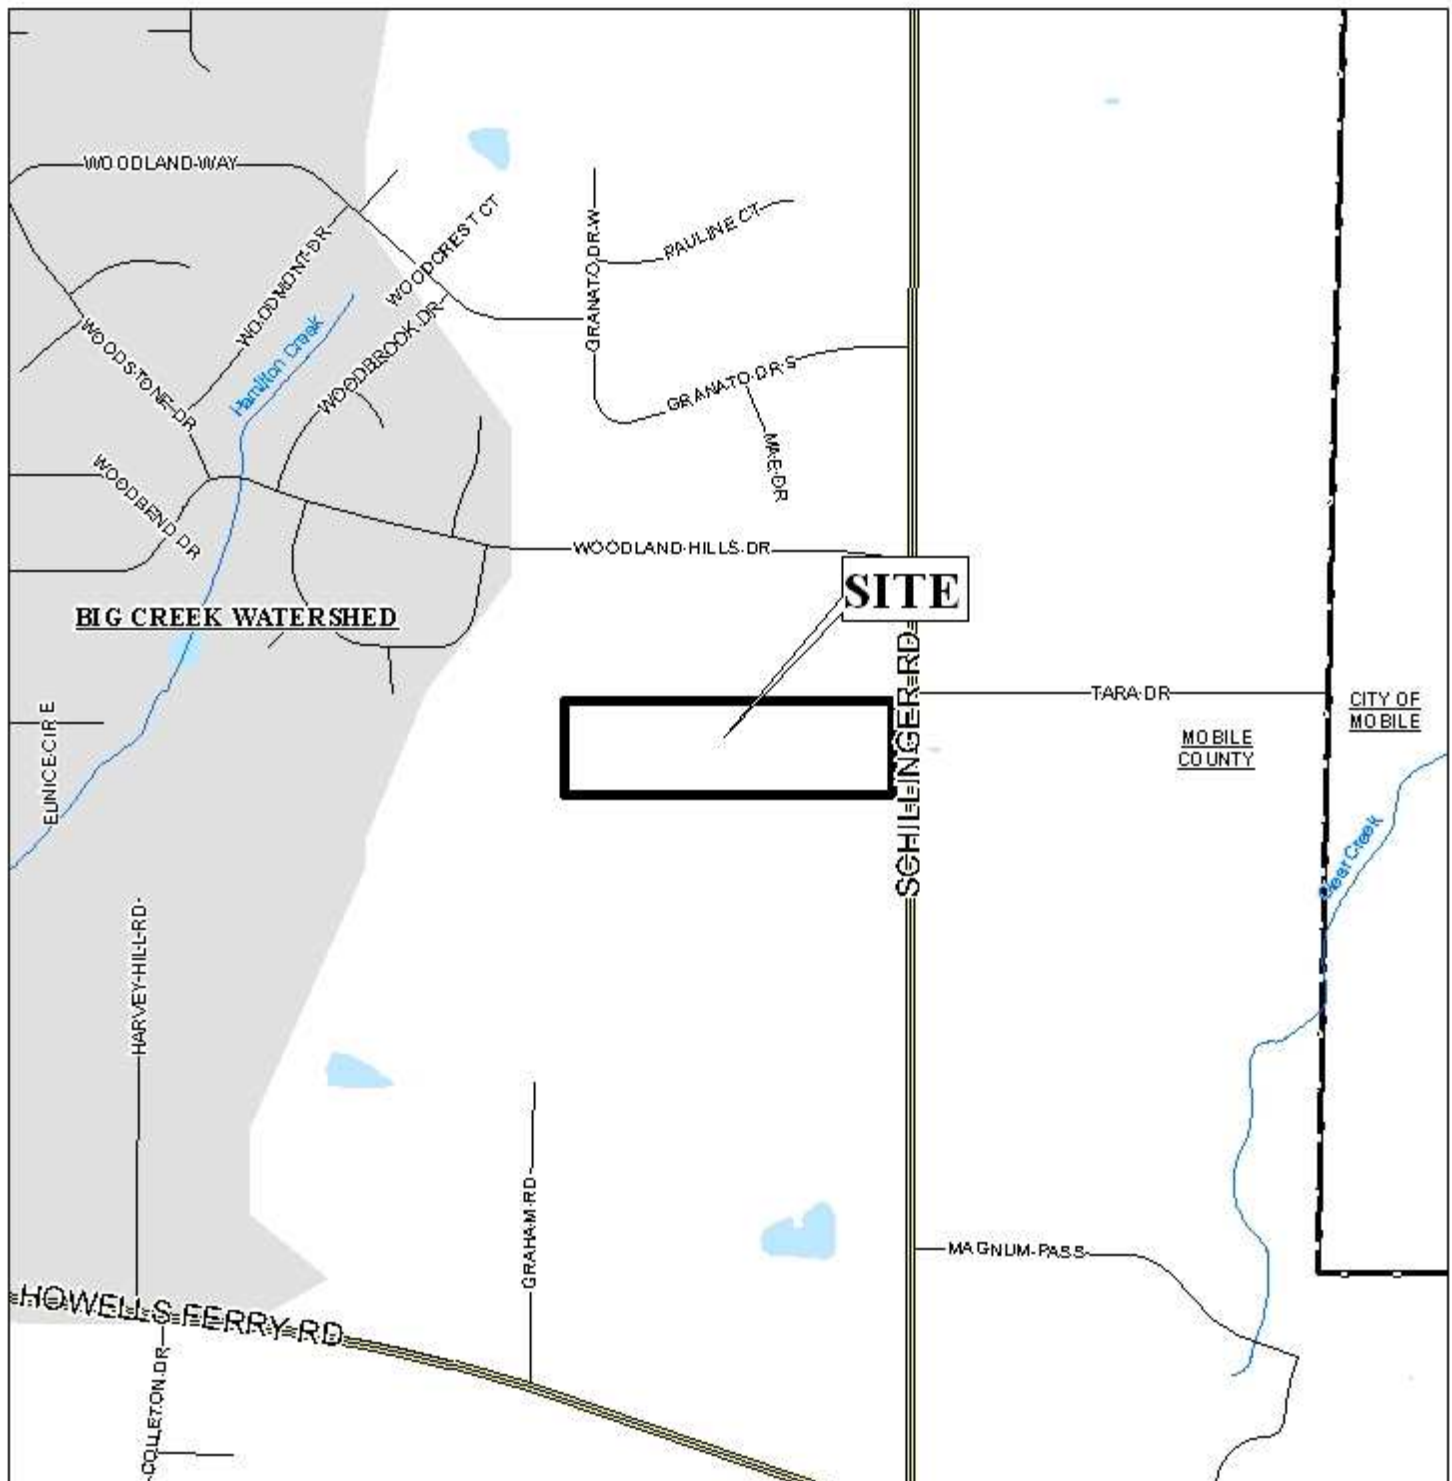 WOODLAND WAY
WOODCREST CT
PAULINE CT
GRANATO DR W
WOODMONT DR
WOODBROOK DR
Hamilton Creek
WOODSTONE DR
GRANATO DR S
MAE DR
WOODBEND DR
WOODLAND HILLS DR
SITE
BIG CREEK WATERSHED
SCHILLINGER RD
TARA DR
CITY OF
MOBILE
MOBILE
COUNTY
EUNICE CIR E
Clear Creek
HARVEY HILL RD
GRAHAM RD
MAGNUM PASS
HOWELLS FERRY RD
COLLETON DR